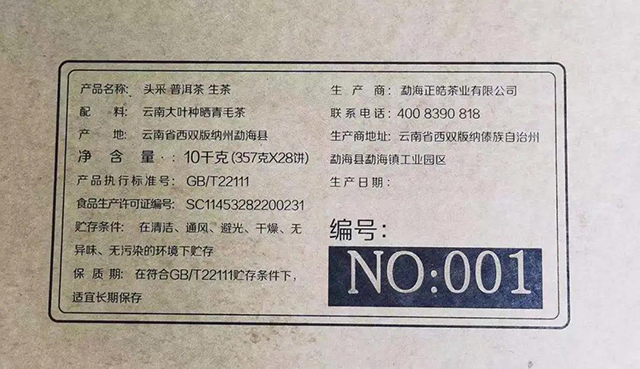 产品名称： 头采 普洱茶 生茶
配 料： 云南大叶种晒青毛茶
产 地： 云南省西双版纳州勐海县
净 含 量： 10千克(357克X28饼)
产品执行标准号： GB/T22111
食品生产许可证编号： SC11453282200231
贮存条件： 在清洁、通风、避光、干燥、无
异味、无污染的环境下贮存
保 质 期： 在符合GB/T22111贮存条件下，
适宜长期保存
生 产 商： 勐海正皓茶业有限公司
联系电话： 400 8390 818
生产商地址： 云南省西双版纳傣族自治州
勐海县勐海镇工业园区
生产日期：
编号：
NO:001